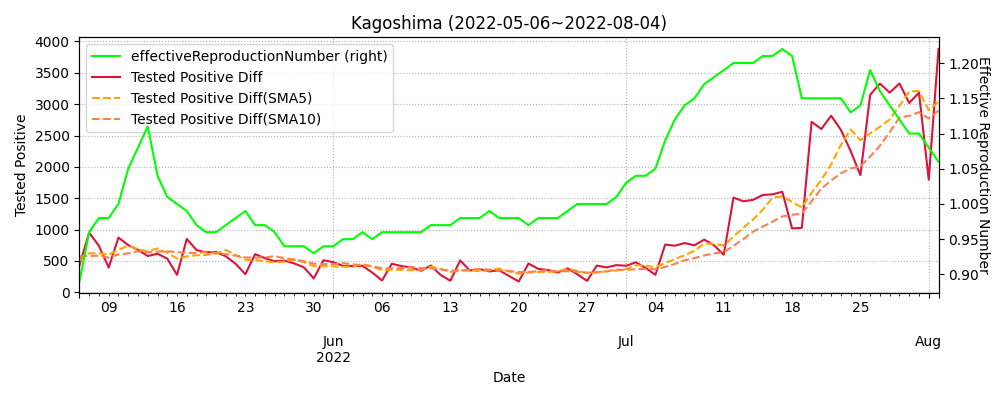 Kagoshima (2022-05-06~2022-08-04)
effectiveReproductionNumber (right)
Tested Positive Diff
Tested Positive Diff(SMA5)
Tested Positive Diff(SMA10)
Tested Positive
4000
3500
3000
2500
2000
1500
1000
500
0
1.20
1.15
1.10
1.05
1.00
0.95
0.90
Effective Reproduction Number
09 16 23 30 06 13 20 27 04 11 18 25
Jun Jul Aug
2022
Date